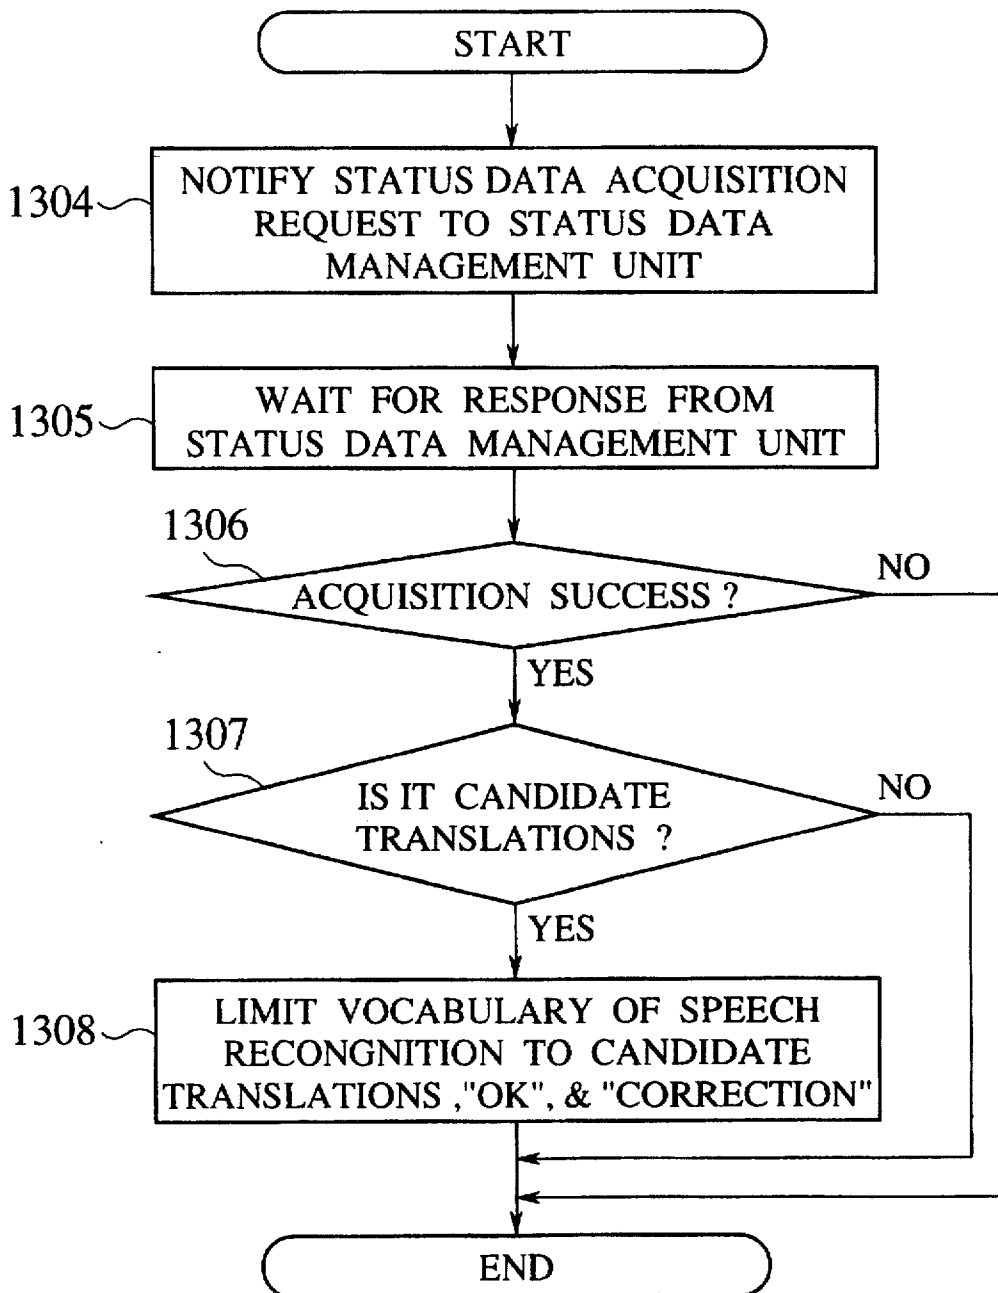 START
1304
NOTIFY STATUS DATA ACQUISITION
REQUEST TO STATUS DATA
MANAGEMENT UNIT
1305
WAIT FOR RESPONSE FROM
STATUS DATA MANAGEMENT UNIT
1306
ACQUISITION SUCCESS ?
NO
YES
1307
IS IT CANDIDATE
TRANSLATIONS ?
NO
YES
1308
LIMIT VOCABULARY OF SPEECH
RECONGNITION TO CANDIDATE
TRANSLATIONS ,"OK", & "CORRECTION"
END